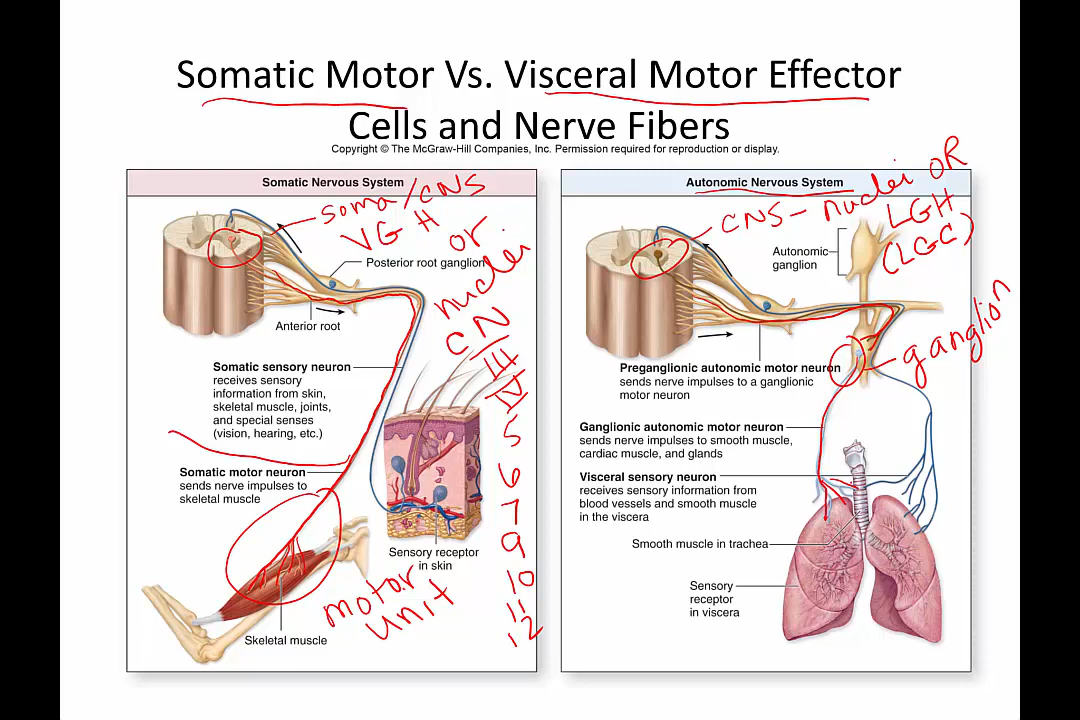 Somatic Motor Vs. Visceral Motor Effector
Cells and Nerve Fibers
Copyright © The McGraw-Hill Companies, Inc. Permission required for reproduction or display.
Somatic Nervous System
soma/CNS
VGH
or
nuclei
CN
III
IV
5
6
7
9
10
11
12
Posterior root ganglion
Anterior root
Somatic sensory neuron
receives sensory
information from skin,
skeletal muscle, joints,
and special senses
(vision, hearing, etc.)
Somatic motor neuron
sends nerve impulses to
skeletal muscle
Sensory receptor
in skin
motor
unit
Skeletal muscle
Autonomic Nervous System
CNS - nuclei OR
LGH
(LGC)
Autonomic
ganglion
ganglion
Preganglionic autonomic motor neuron
sends nerve impulses to a ganglionic
motor neuron
Ganglionic autonomic motor neuron
sends nerve impulses to smooth muscle,
cardiac muscle, and glands
Visceral sensory neuron
receives sensory information from
blood vessels and smooth muscle
in the viscera
Smooth muscle in trachea
Sensory
receptor
in viscera